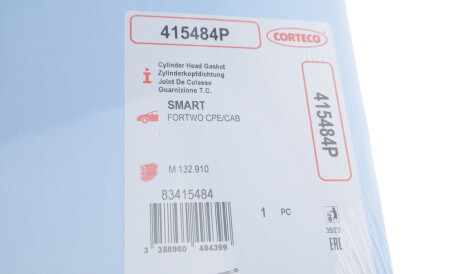 415484P
CORTECO
Cylinder Head Gasket
Zylinderkopfdichtung
Joint De Culasse
Guarnizione T.C.
SMART
FORTWO CPE/CAB
415484P
M 132.910
83415484
1 PC
3 358960 494399
EAC